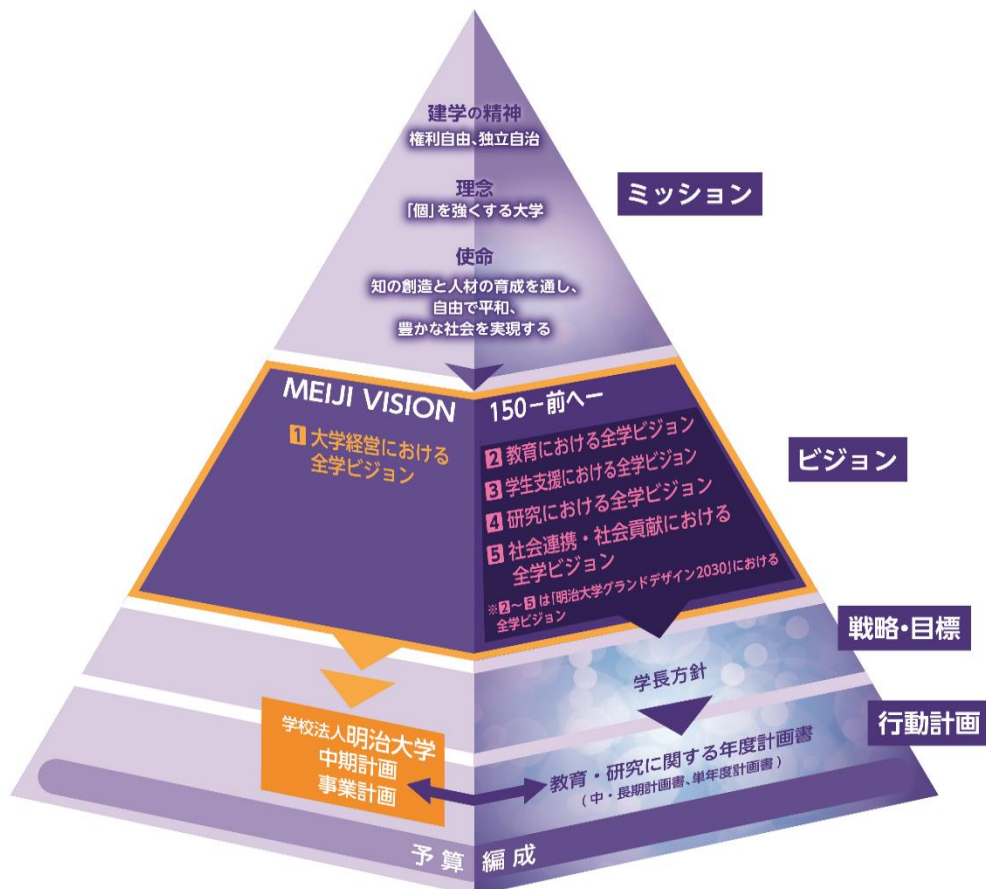 建学の精神
権利自由、独立自治
理念
「個」を強くする大学
使命
知の創造と人材の育成を通し、
自由で平和、
豊かな社会を実現する
ミッション
MEIJI VISION 150ー前へー
1 大学経営における
全学ビジョン
2 教育における全学ビジョン
3 学生支援における全学ビジョン
4 研究における全学ビジョン
5 社会連携・社会貢献における
全学ビジョン
※2～5は「明治大学グランドデザイン2030」における
全学ビジョン
ビジョン
戦略・目標
学長方針
行動計画
学校法人明治大学
中期計画
事業計画
教育・研究に関する年度計画書
(中・長期計画書、単年度計画書)
予算編成